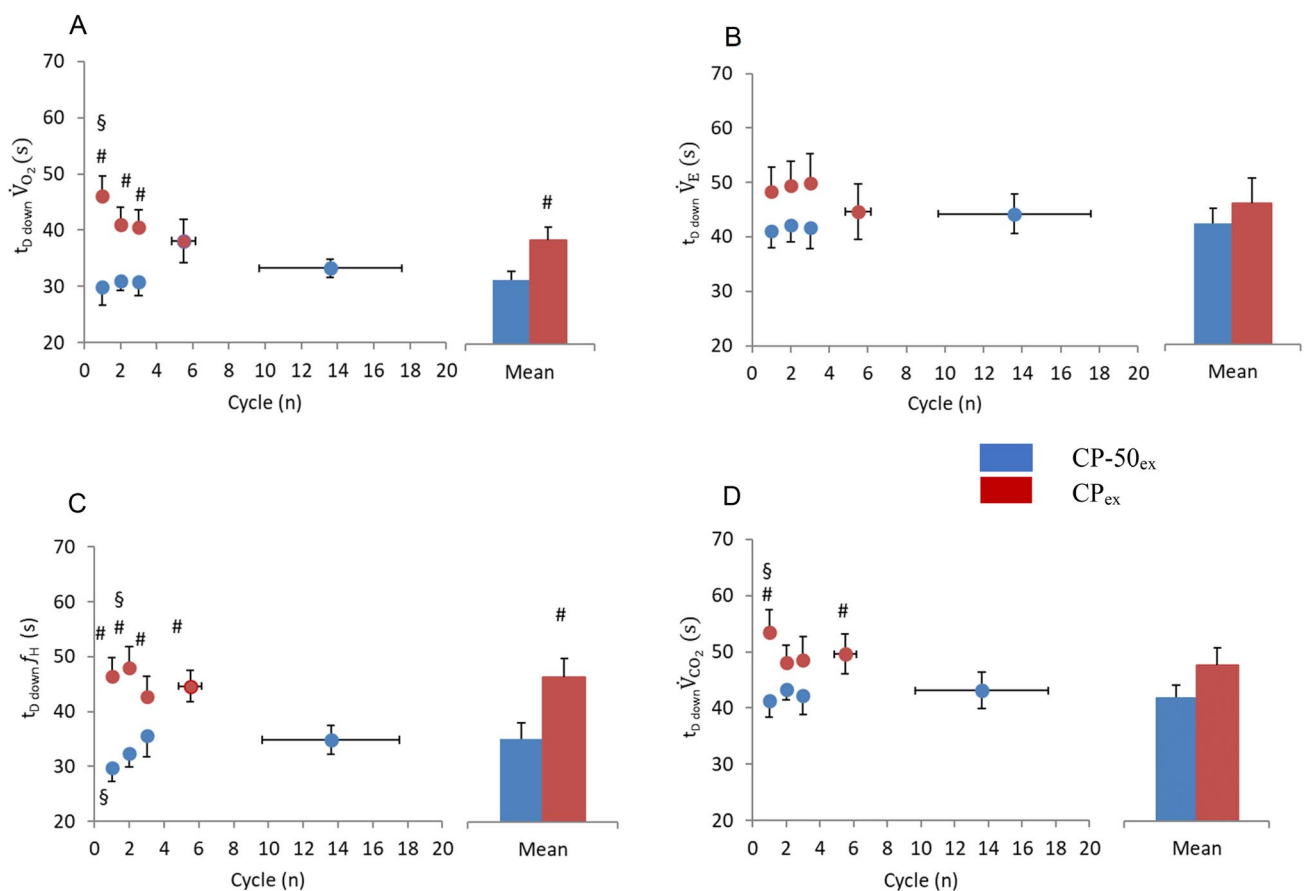 A
70
60
50
40
30
20
t_D down V̇_O₂ (s)
§
#
#
#
#
0 2 4 6 8 10 12 14 16 18 20
Cycle (n)
Mean
B
70
60
50
40
30
20
t_D down V̇_E (s)
0 2 4 6 8 10 12 14 16 18 20
Cycle (n)
Mean
CP-50ex
CPex
C
70
60
50
40
30
20
t_D down f_H (s)
§
# # # #
§
#
0 2 4 6 8 10 12 14 16 18 20
Cycle (n)
Mean
D
70
60
50
40
30
20
t_D down V̇_CO₂ (s)
§
#
#
0 2 4 6 8 10 12 14 16 18 20
Cycle (n)
Mean